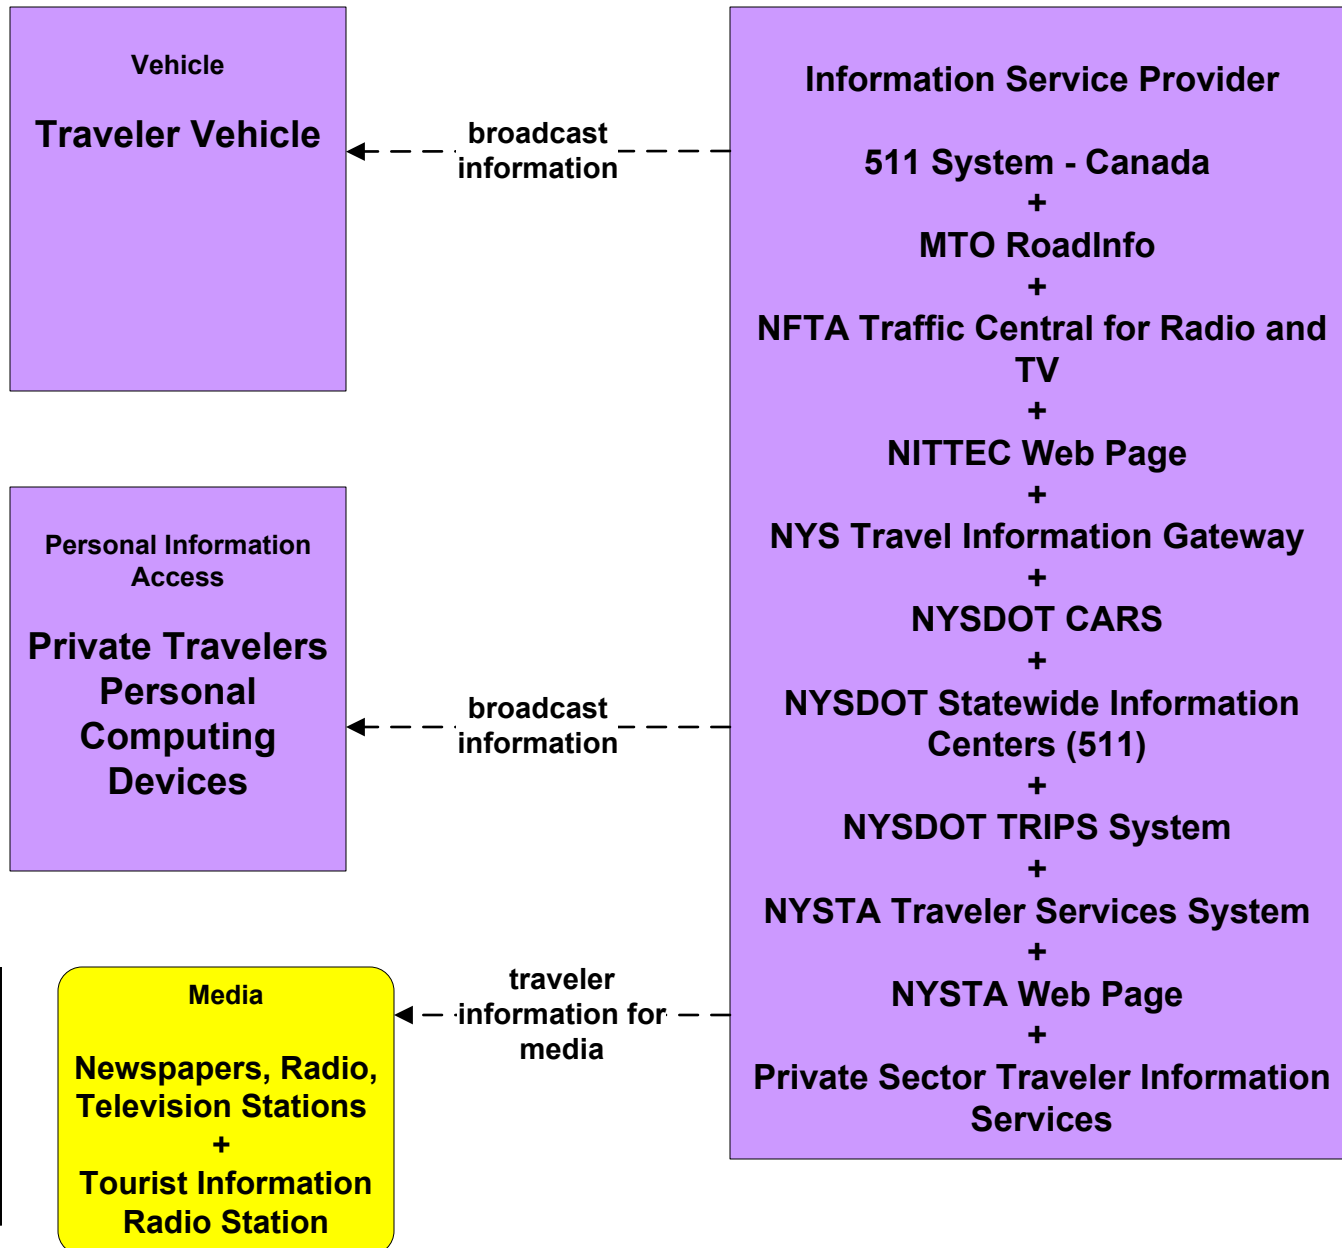 Vehicle
Traveler Vehicle
broadcast
information
Personal Information
Access
Private Travelers
Personal
Computing
Devices
broadcast
information
Media
Newspapers, Radio,
Television Stations
+
Tourist Information
Radio Station
traveler
information for
media
Information Service Provider
511 System - Canada
+
MTO RoadInfo
+
NFTA Traffic Central for Radio and
TV
+
NITTEC Web Page
+
NYS Travel Information Gateway
+
NYSDOT CARS
+
NYSDOT Statewide Information
Centers (511)
+
NYSDOT TRIPS System
+
NYSTA Traveler Services System
+
NYSTA Web Page
+
Private Sector Traveler Information
Services